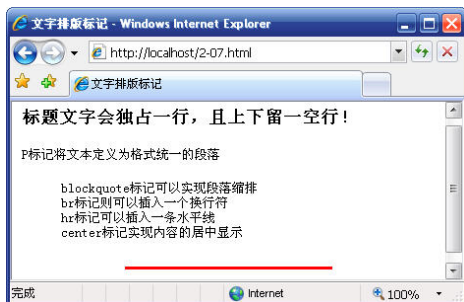 文字排版标记 - Windows Internet Explorer
http://localhost/2-07.html
文字排版标记
标题文字会独占一行，且上下留一空行！
P标记将文本定义为格式统一的段落
blockquote标记可以实现段落缩排
br标记则可以插入一个换行符
hr标记可以插入一条水平线
center标记实现内容的居中显示
完成 Internet 100%